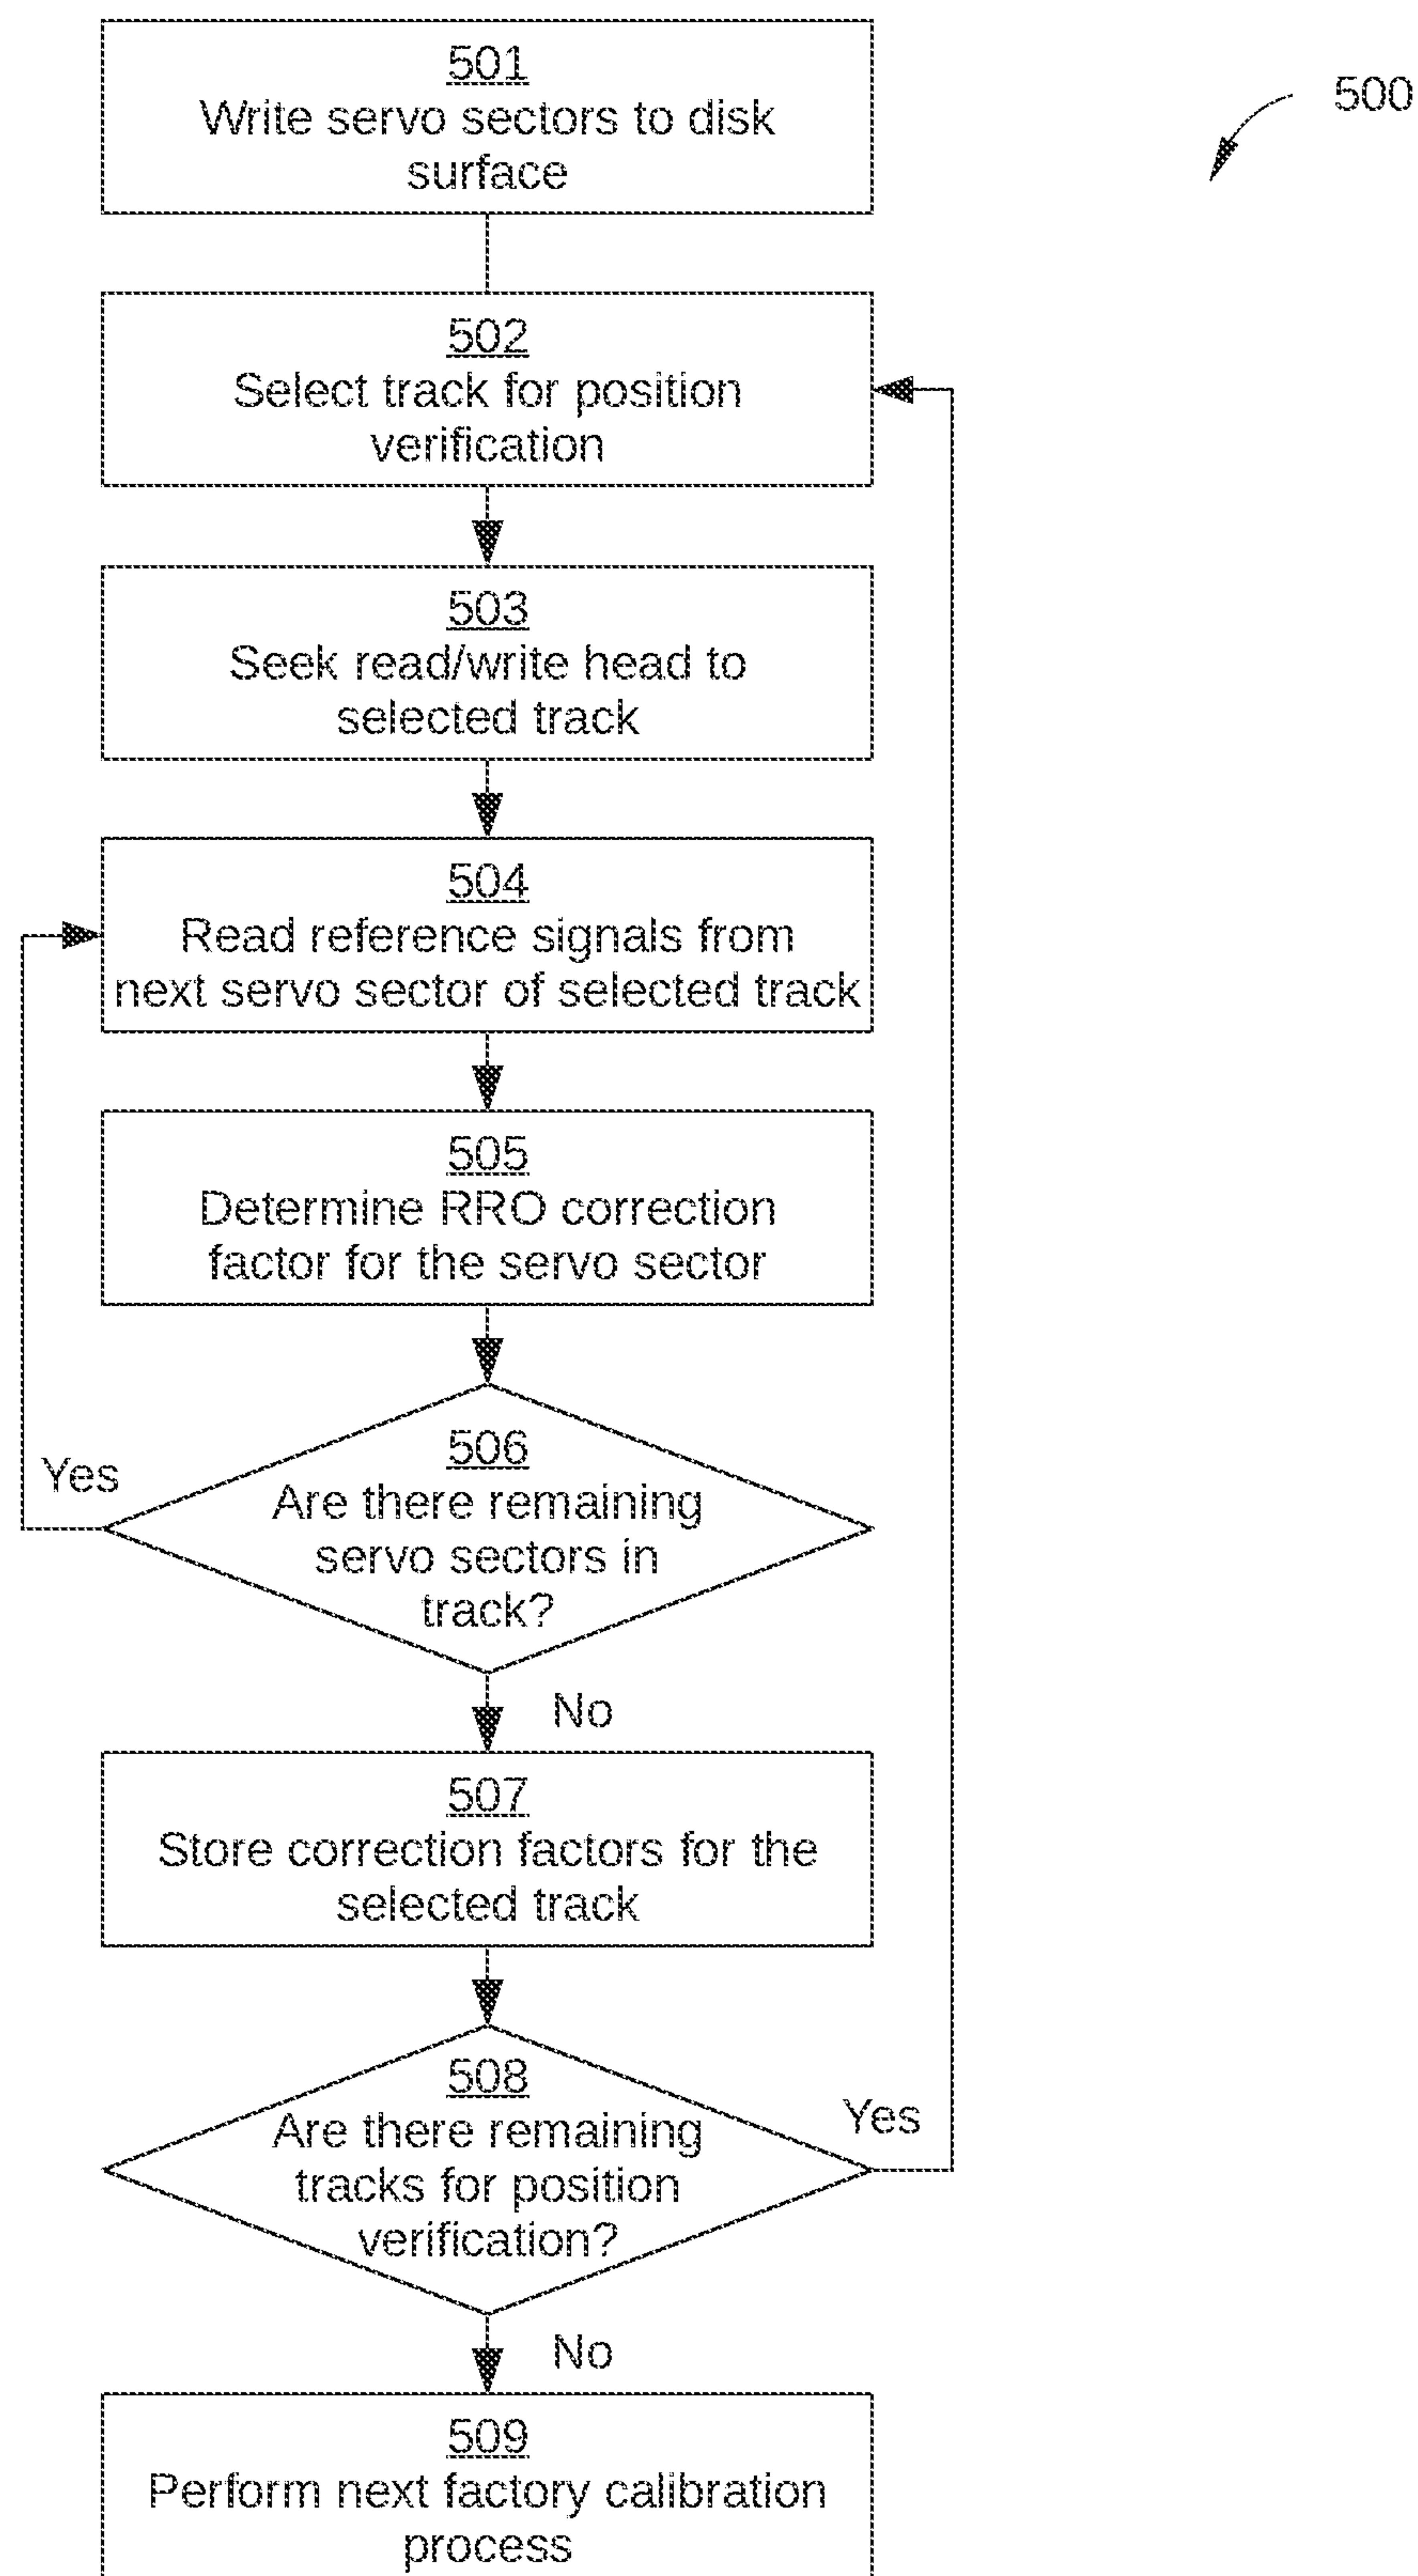 501
Write servo sectors to disk
surface
500
502
Select track for position
verification
503
Seek read/write head to
selected track
504
Read reference signals from
next servo sector of selected track
505
Determine RRO correction
factor for the servo sector
506
Are there remaining
servo sectors in
track?
Yes
No
507
Store correction factors for the
selected track
508
Are there remaining
tracks for position
verification?
Yes
No
509
Perform next factory calibration
process